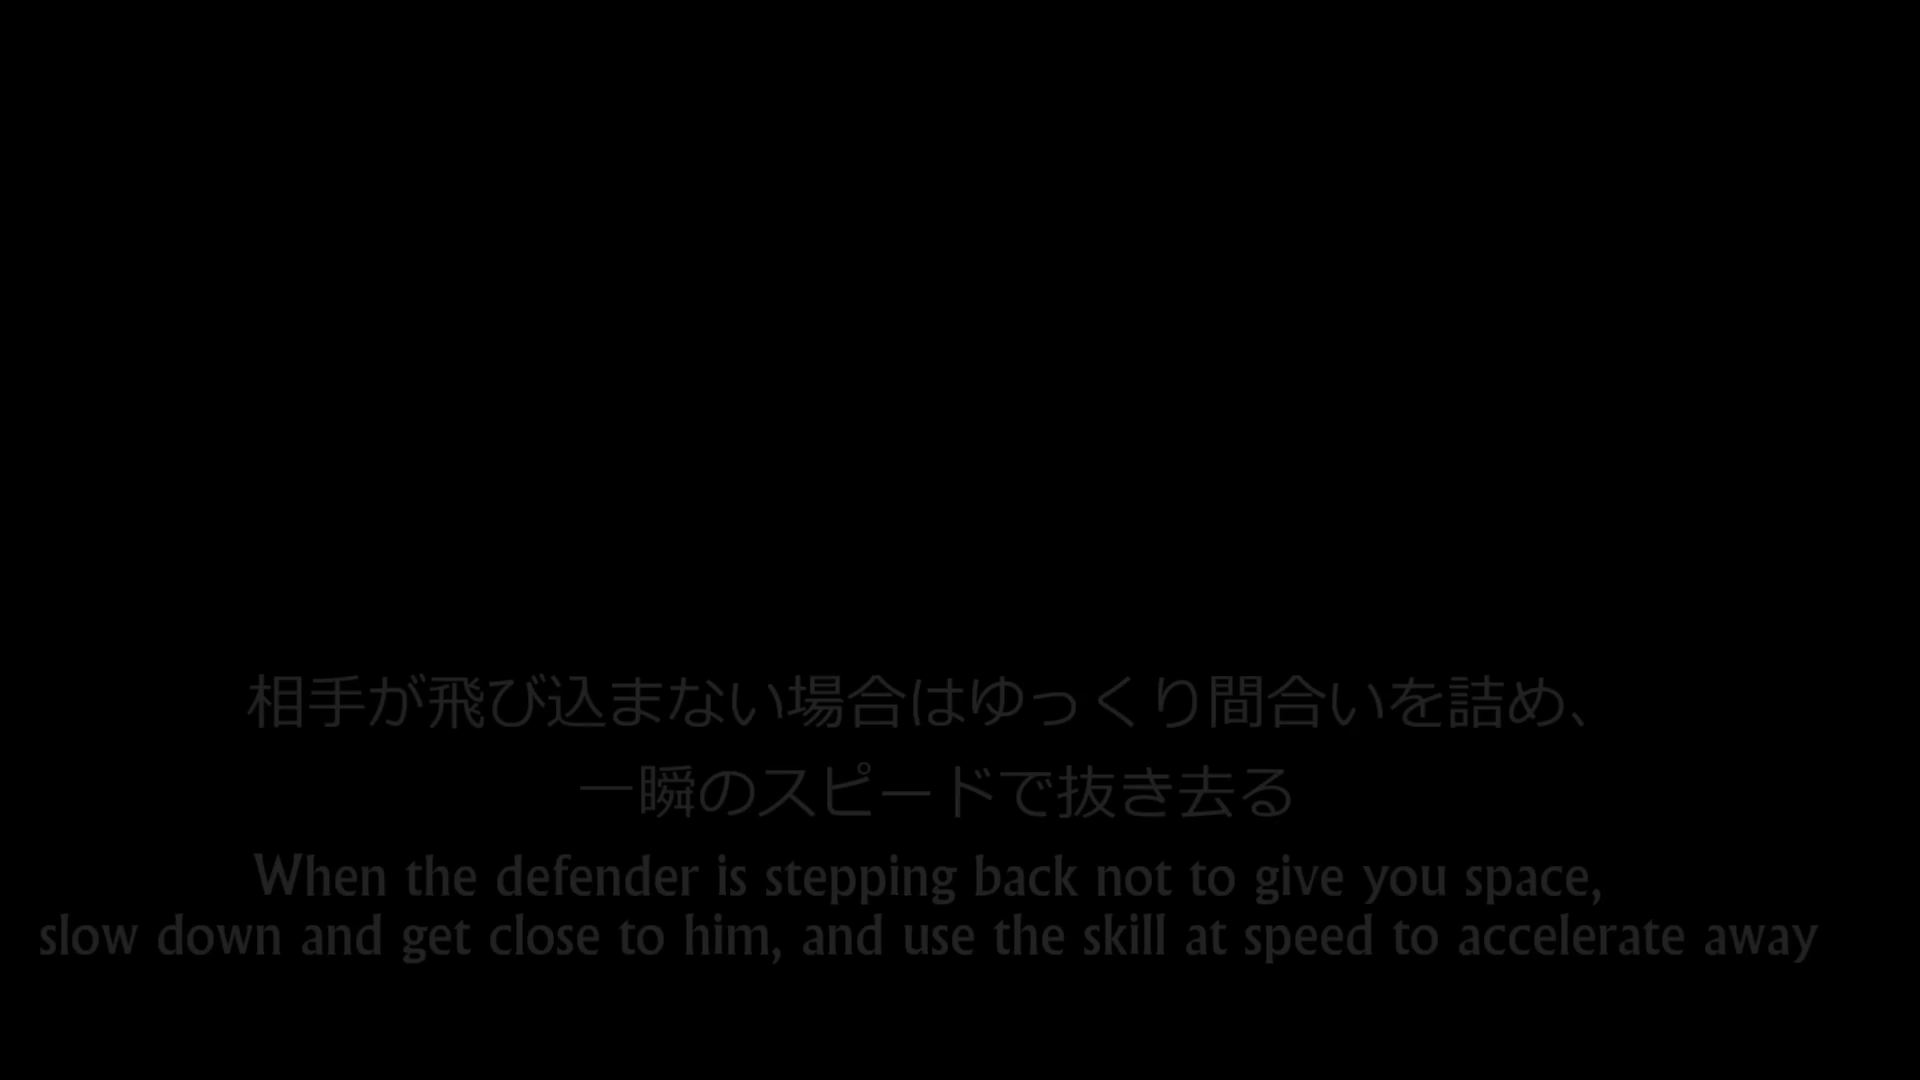 相手が飛び込まない場合はゆっくり間合いを詰め、
一瞬のスピードで抜き去る
When the defender is stepping back not to give you space,
slow down and get close to him, and use the skill at speed to accelerate away